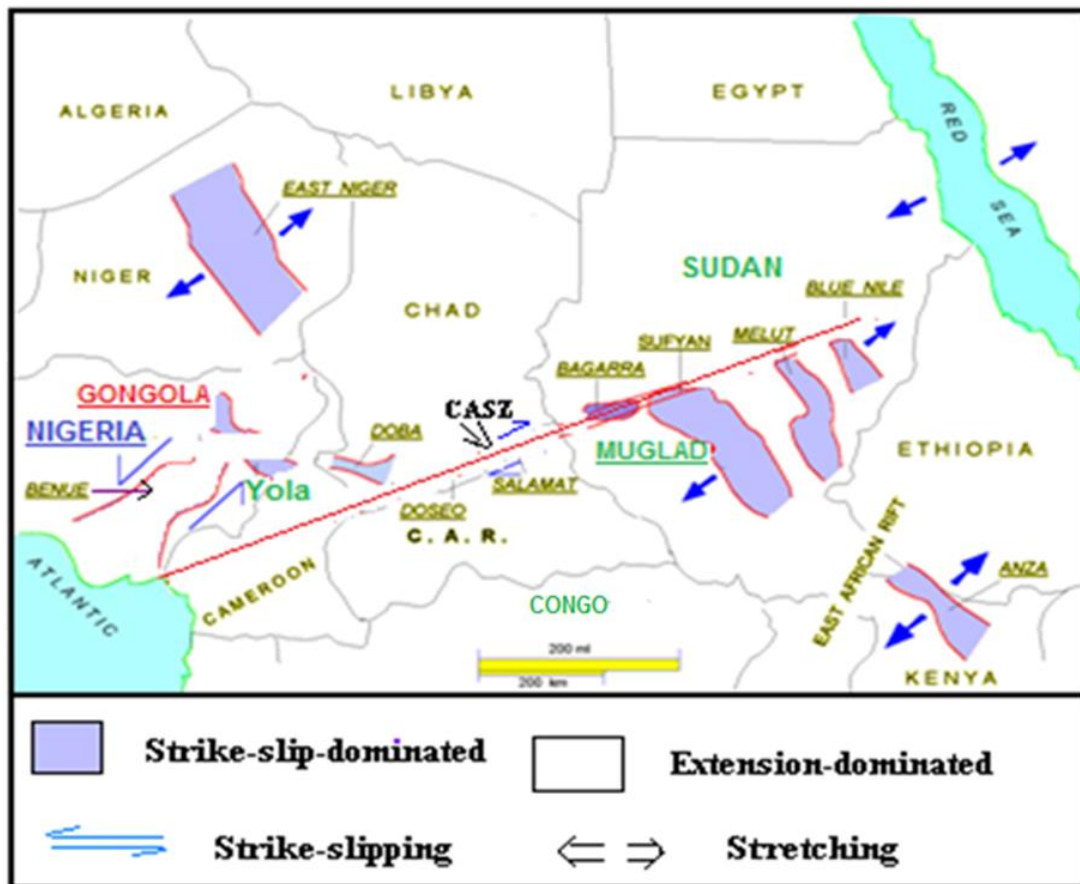 ALGERIA
LIBYA
EGYPT
RED
SEA
EAST NIGER
NIGER
CHAD
SUDAN
BLUE NILE
SUFYAN
MELUT
BAGARRA
GONGOLA
NIGERIA
CASZ
DOBA
MUGLAD
ETHIOPIA
BENUE
Yola
SALAMAT
DOSEO
C. A. R.
ATLANTIC
CAMEROON
CONGO
EAST AFRICAN RIFT
ANZA
200 mi
200 km
KENYA
Strike-slip-dominated
Extension-dominated
Strike-slipping
Stretching